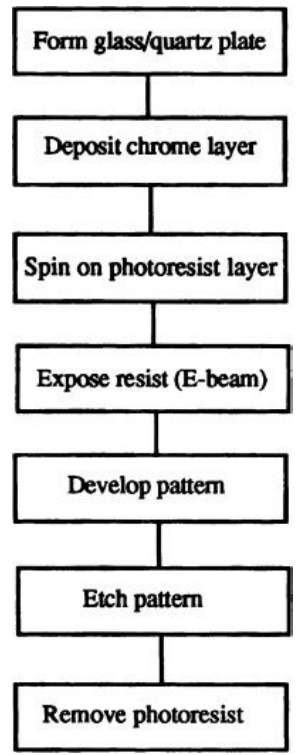 Form glass/quartz plate
Deposit chrome layer
Spin on photoresist layer
Expose resist (E-beam)
Develop pattern
Etch pattern
Remove photoresist